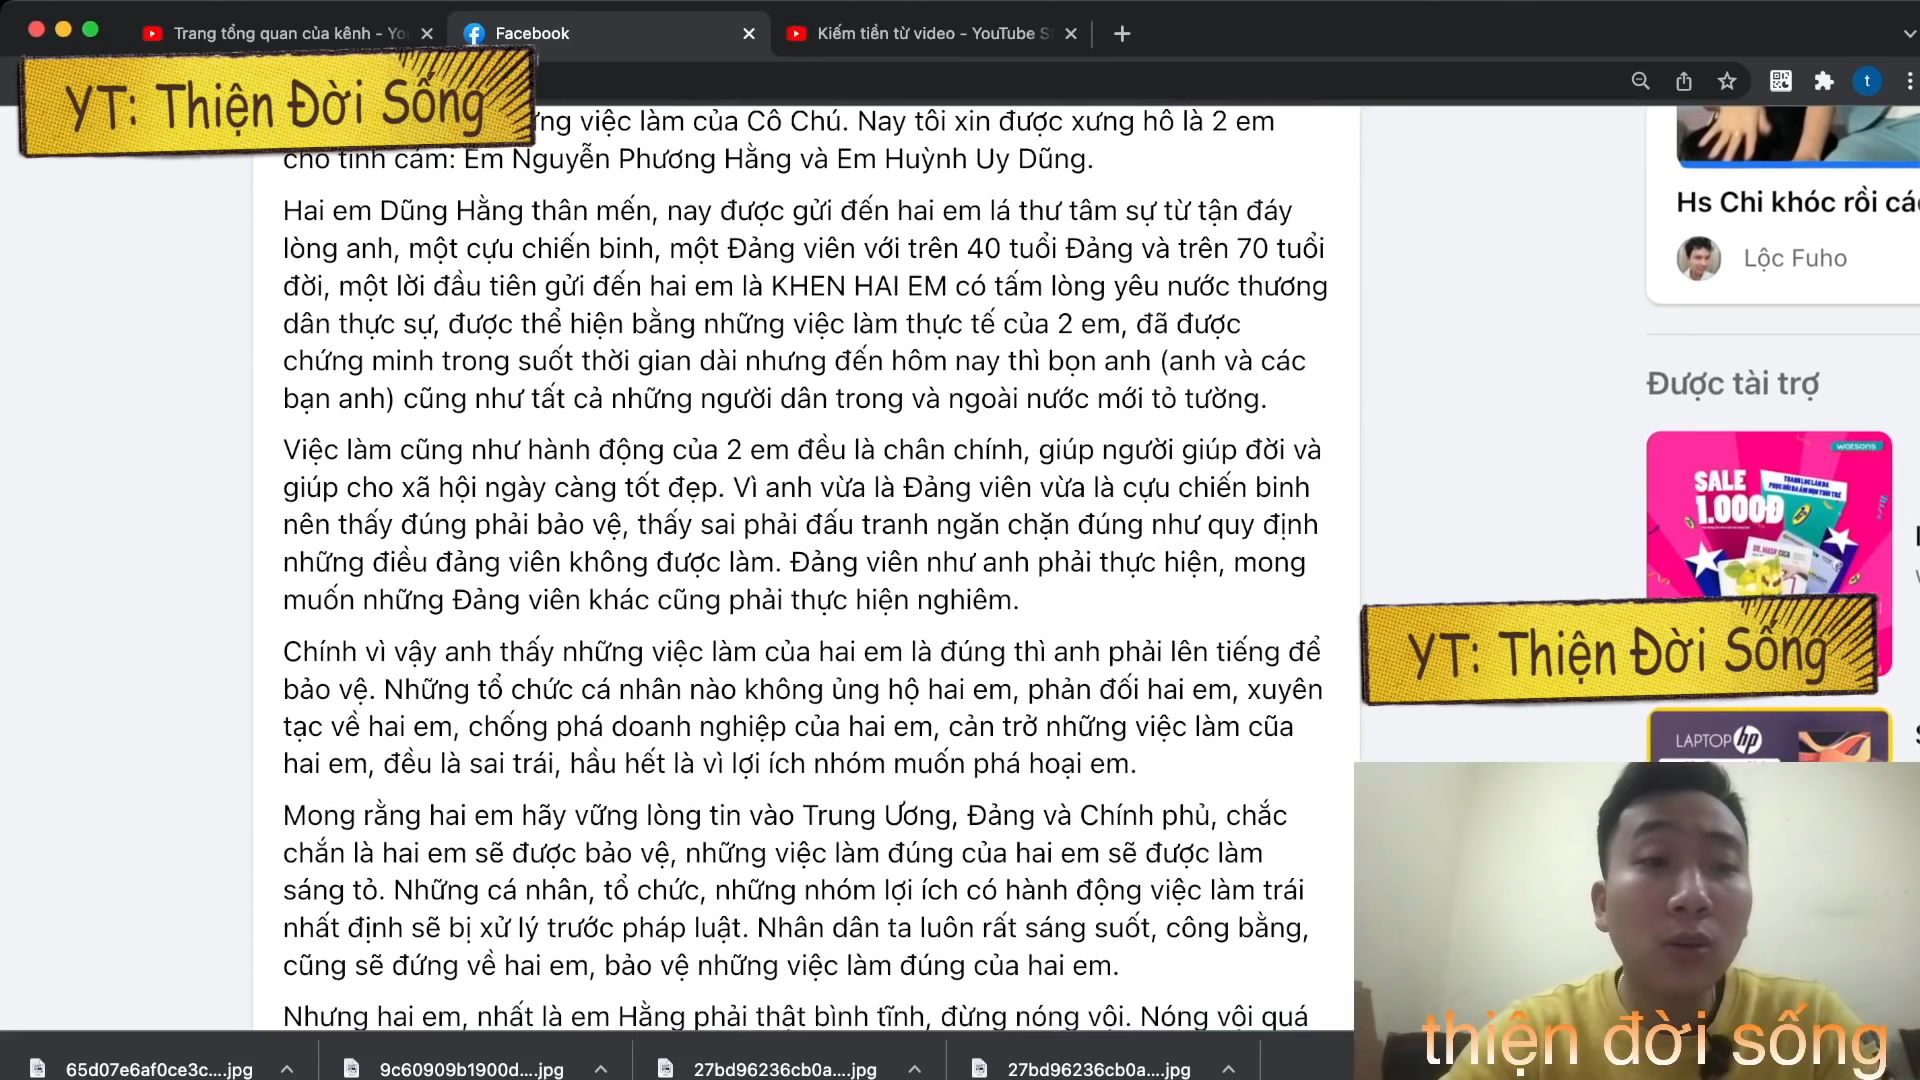 Trang tổng quan của kênh - Yo
Facebook
Kiếm tiền từ video - YouTube S
t
YT: Thiện Đời Sống
việc làm của Cô Chú. Nay tôi xin được xưng hô là 2 em
cho tình cảm: Em Nguyễn Phương Hằng và Em Huỳnh Uy Dũng.
Hai em Dũng Hằng thân mến, nay được gửi đến hai em lá thư tâm sự từ tận đáy
lòng anh, một cựu chiến binh, một Đảng viên với trên 40 tuổi Đảng và trên 70 tuổi
đời, một lời đầu tiên gửi đến hai em là KHEN HAI EM có tấm lòng yêu nước thương
dân thực sự, được thể hiện bằng những việc làm thực tế của 2 em, đã được
chứng minh trong suốt thời gian dài nhưng đến hôm nay thì bọn anh (anh và các
bạn anh) cũng như tất cả những người dân trong và ngoài nước mới tỏ tường.
Việc làm cũng như hành động của 2 em đều là chân chính, giúp người giúp đời và
giúp cho xã hội ngày càng tốt đẹp. Vì anh vừa là Đảng viên vừa là cựu chiến binh
nên thấy đúng phải bảo vệ, thấy sai phải đấu tranh ngăn chặn đúng như quy định
những điều đảng viên không được làm. Đảng viên như anh phải thực hiện, mong
muốn những Đảng viên khác cũng phải thực hiện nghiêm.
Chính vì vậy anh thấy những việc làm của hai em là đúng thì anh phải lên tiếng để
bảo vệ. Những tổ chức cá nhân nào không ủng hộ hai em, phản đối hai em, xuyên
tạc về hai em, chống phá doanh nghiệp của hai em, cản trở những việc làm cũa
hai em, đều là sai trái, hầu hết là vì lợi ích nhóm muốn phá hoại em.
Mong rằng hai em hãy vững lòng tin vào Trung Ương, Đảng và Chính phủ, chắc
chắn là hai em sẽ được bảo vệ, những việc làm đúng của hai em sẽ được làm
sáng tỏ. Những cá nhân, tổ chức, những nhóm lợi ích có hành động việc làm trái
nhất định sẽ bị xử lý trước pháp luật. Nhân dân ta luôn rất sáng suốt, công bằng,
cũng sẽ đứng về hai em, bảo vệ những việc làm đúng của hai em.
Nhưng hai em, nhất là em Hằng phải thật bình tĩnh, đừng nóng vội. Nóng vội quá
Hs Chi khóc rồi cá
Lộc Fuho
Được tài trợ
watsons
SALE
1.000Đ
YT: Thiện Đời Sống
LAPTOP hp
thiện đời sống
65d07e6af0ce3c....jpg
9c60909b1900d....jpg
27bd96236cb0a....jpg
27bd96236cb0a....jpg